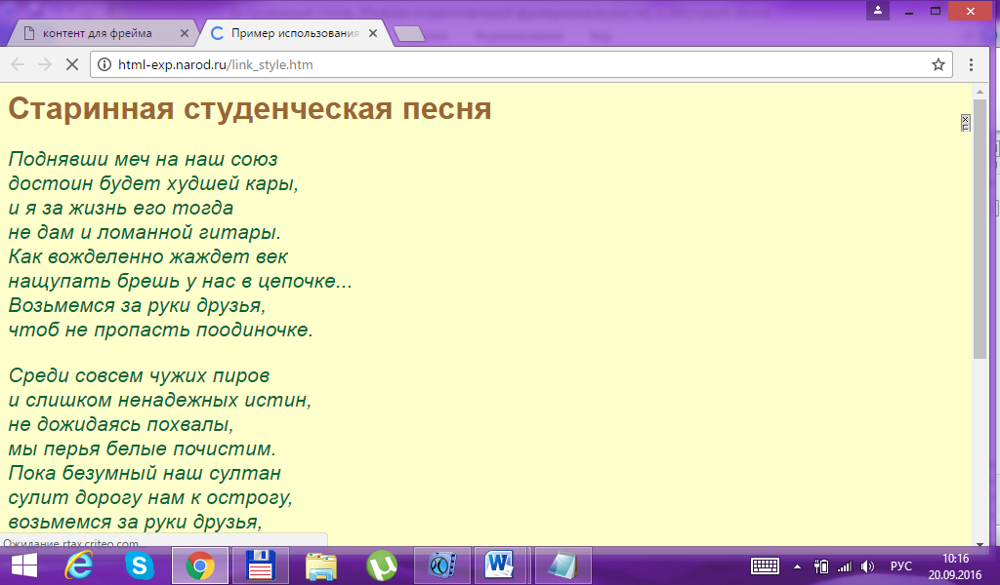 контент для фрейма
Пример использования
html-exp.narod.ru/link_style.htm
Старинная студенческая песня
Поднявши меч на наш союз
достоин будет худшей кары,
и я за жизнь его тогда
не дам и ломанной гитары.
Как вожделенно жаждет век
нащупать брешь у нас в цепочке...
Возьмемся за руки друзья,
чтоб не пропасть поодиночке.
Среди совсем чужих пиров
и слишком ненадежных истин,
не дожидаясь похвалы,
мы перья белые почистим.
Пока безумный наш султан
сулит дорогу нам к острогу,
возьмемся за руки друзья,
Ожидание rtax.criteo.com
РУС
10:16
20.09.2016